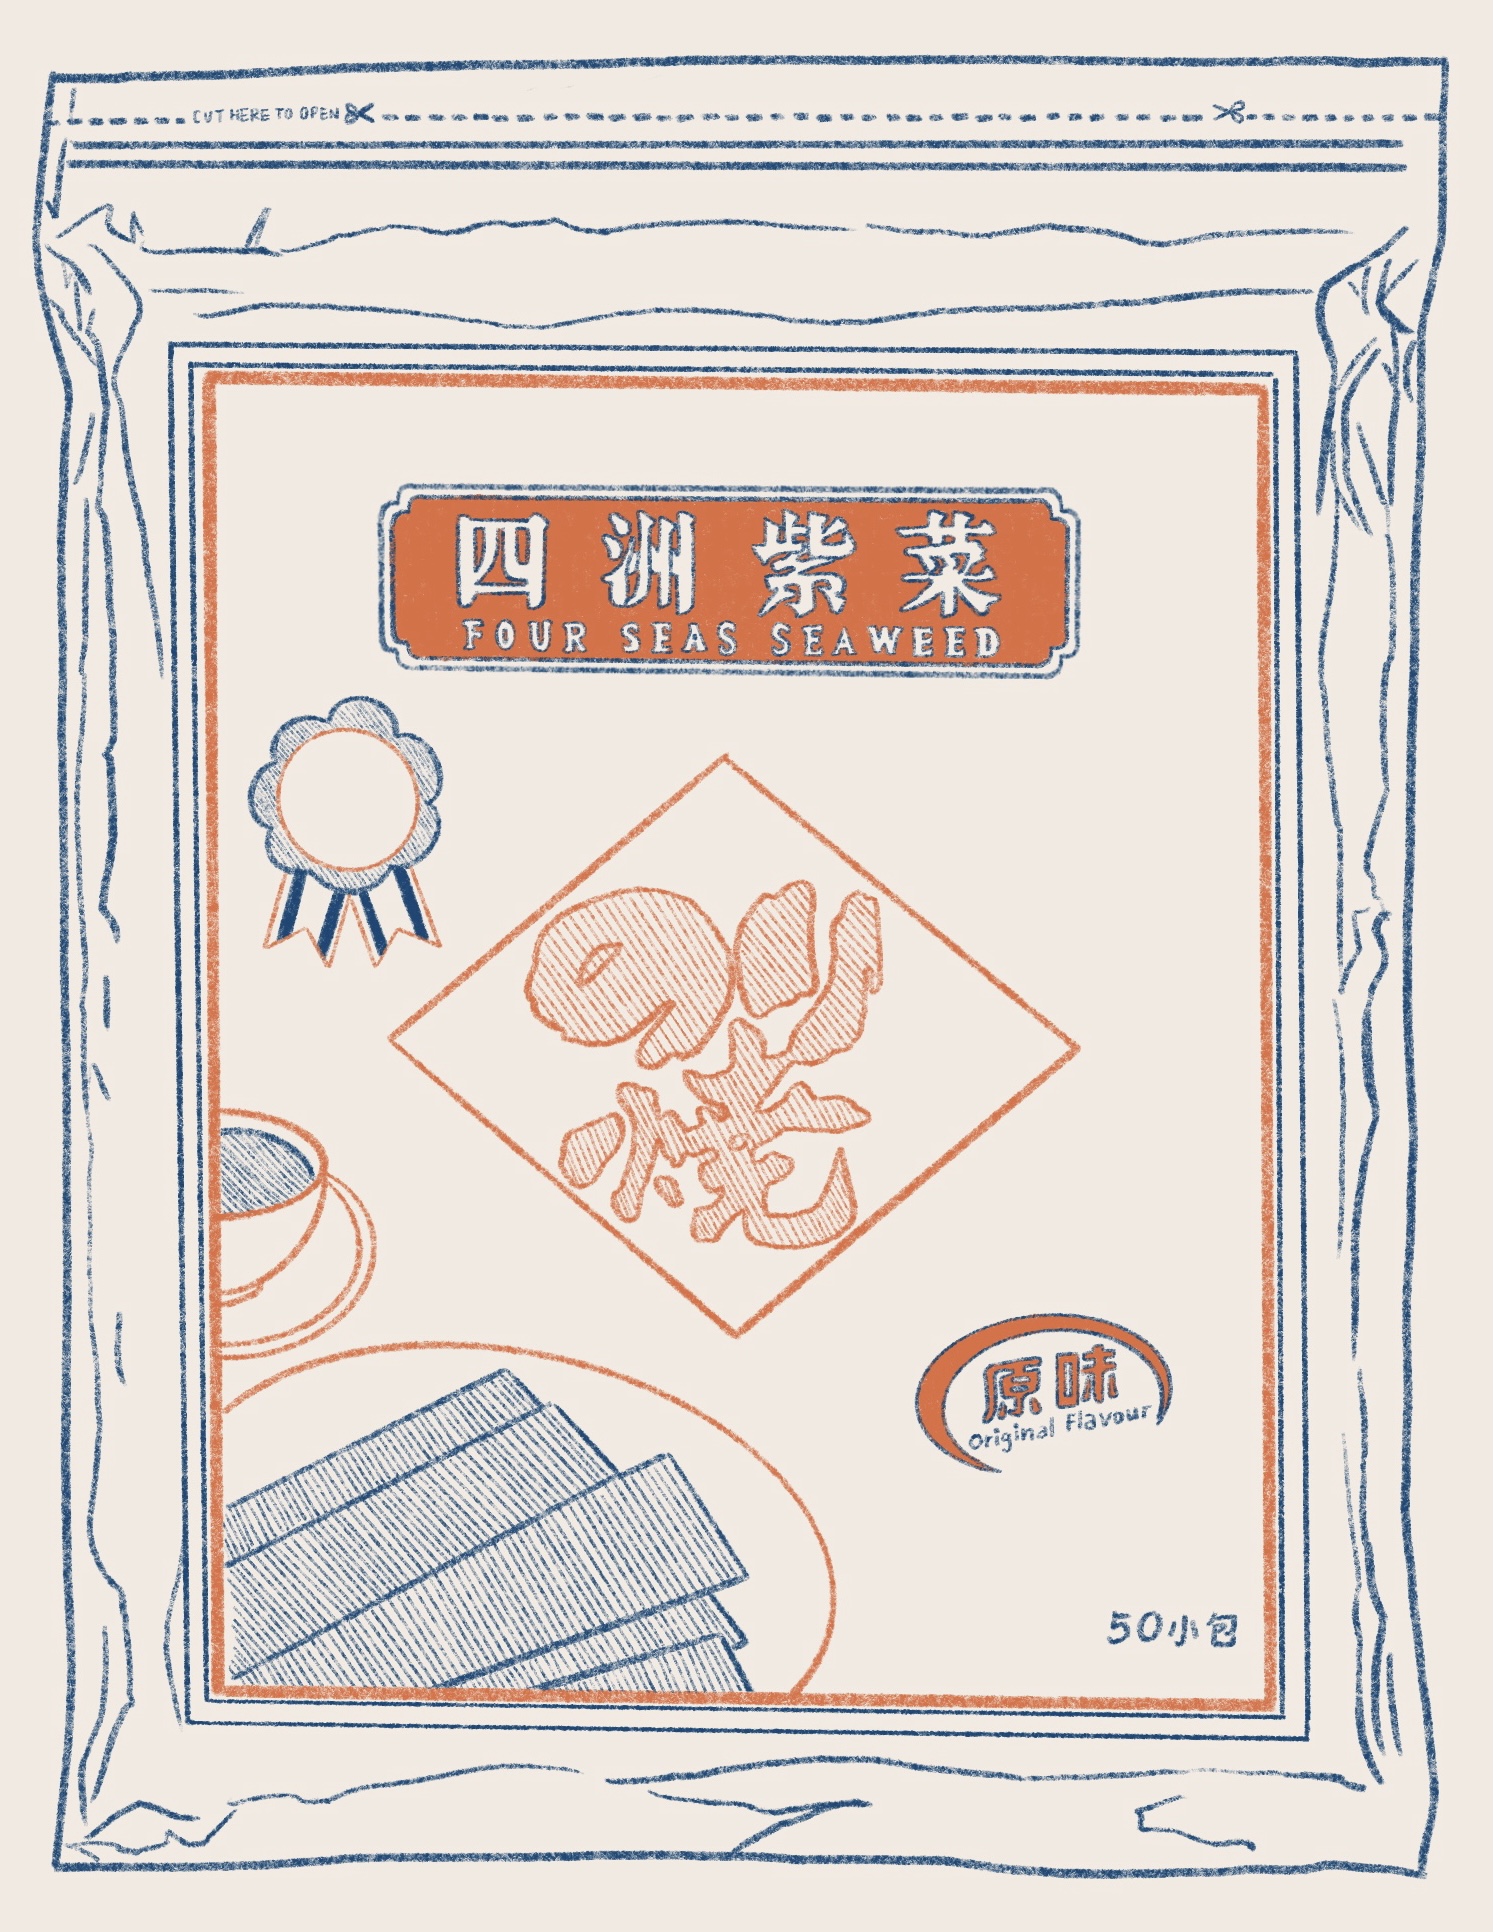 CUT HERE TO OPEN
四洲紫菜
FOUR SEAS SEAWEED
原味
Original Flavour
50小包